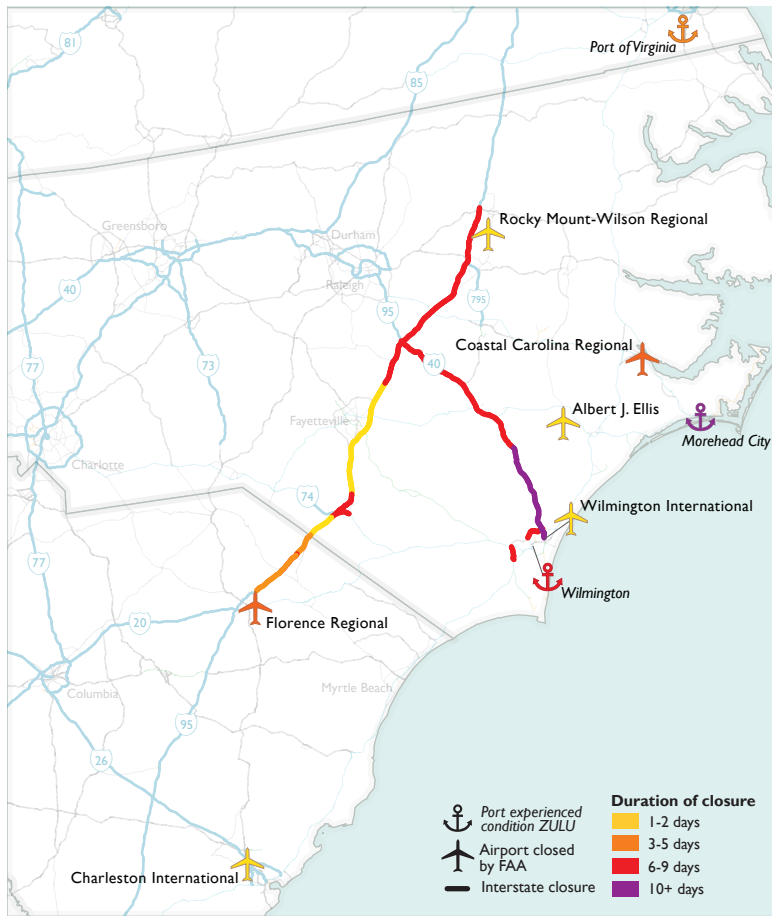 81
Port of Virginia
85
Rocky Mount-Wilson Regional
Greensboro
Durham
Raleigh
40
95
795
Coastal Carolina Regional
77
73
40
Albert J. Ellis
Fayetteville
Morehead City
Charlotte
74
Wilmington International
77
Wilmington
20
Florence Regional
Myrtle Beach
Columbia
95
26
Charleston International
Port experienced
condition ZULU
Airport closed
by FAA
Interstate closure
Duration of closure
1-2 days
3-5 days
6-9 days
10+ days